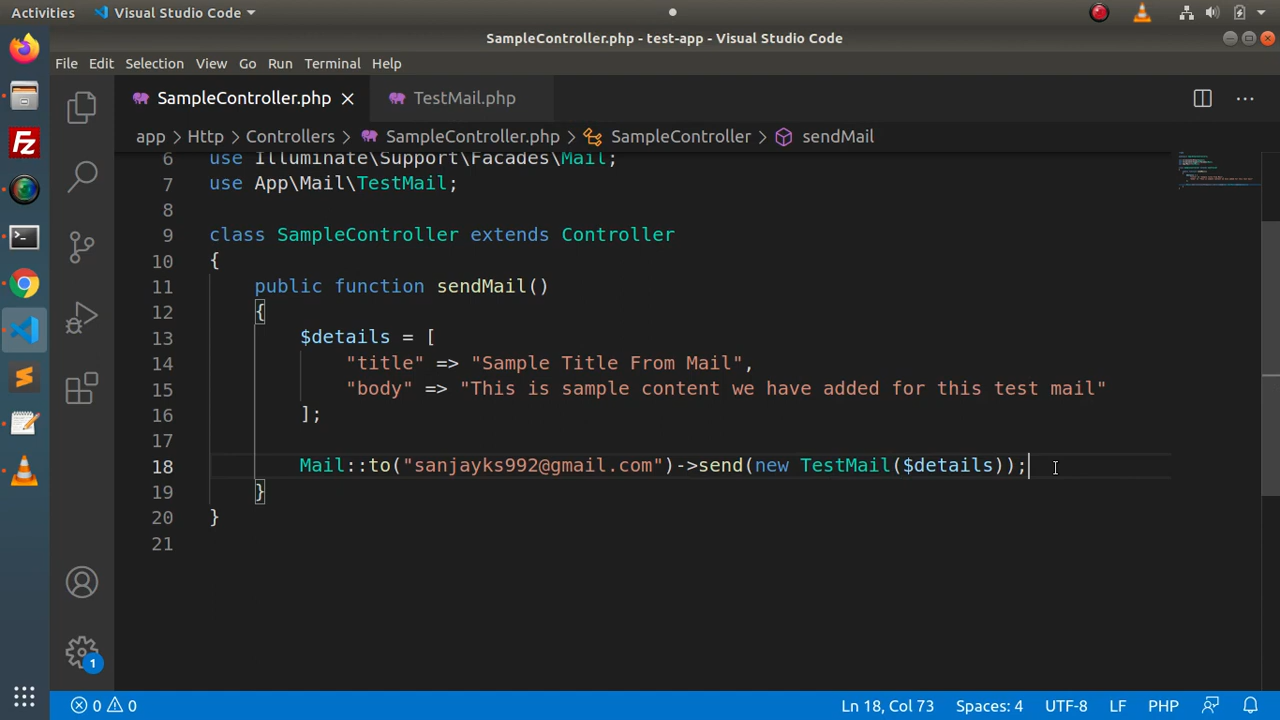 Activities Visual Studio Code
SampleController.php - test-app - Visual Studio Code
File Edit Selection View Go Run Terminal Help
SampleController.php TestMail.php
app > Http > Controllers > SampleController.php > SampleController > sendMail
6 use Illuminate\Support\Facades\Mail;
7 use App\Mail\TestMail;
8
9 class SampleController extends Controller
10 {
11 public function sendMail()
12 {
13 $details = [
14 "title" => "Sample Title From Mail",
15 "body" => "This is sample content we have added for this test mail"
16 ];
17
18 Mail::to("sanjayks992@gmail.com")->send(new TestMail($details));
19 }
20 }
21
1
0 0 Ln 18, Col 73 Spaces: 4 UTF-8 LF PHP